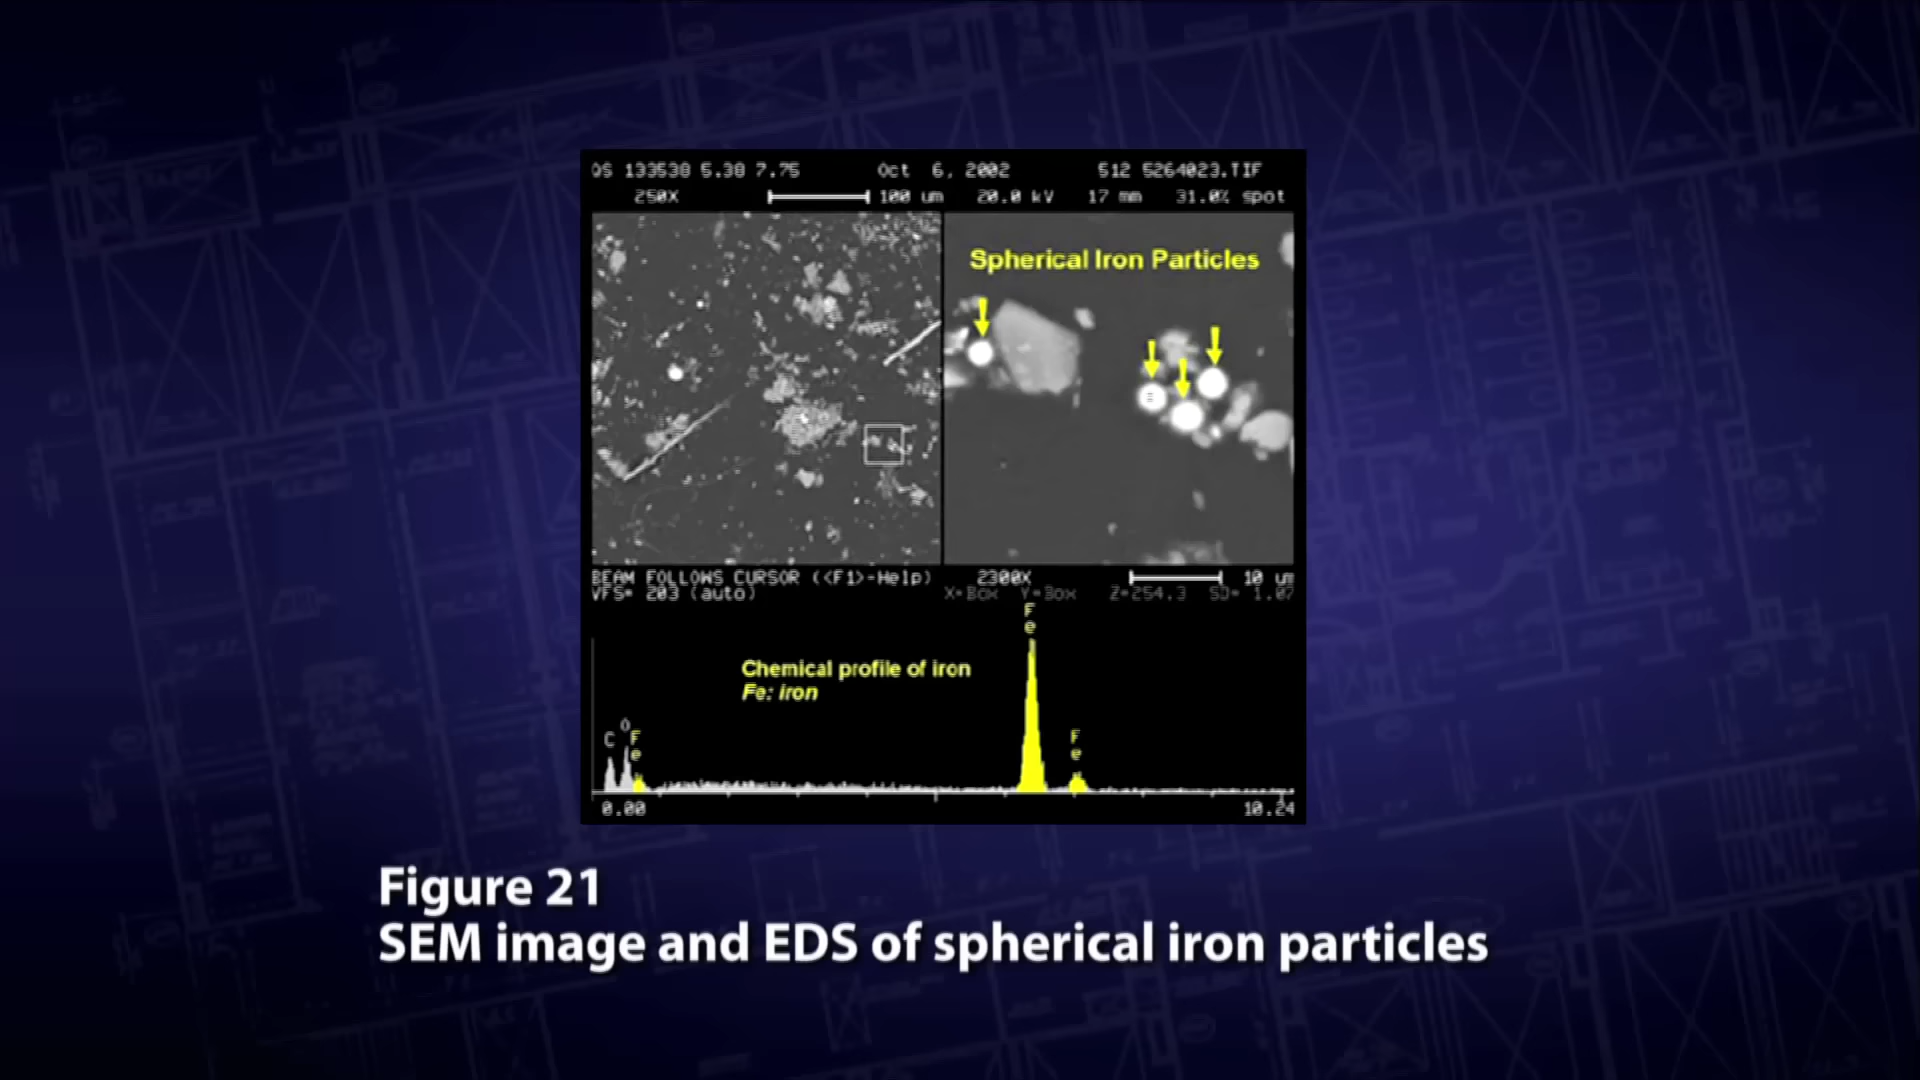 QS 133538 5.38 7.75 Oct 6, 2002 512 5264023.TIF
250X 100 um 20.0 kV 17 mm 31.0% spot
Spherical Iron Particles
BEAM FOLLOWS CURSOR (<F1>-Help) 2300X 10 um
VFS= 203 (auto) X=Box Y=Box Z=254.3 SD= 1.07
Fe
Chemical profile of iron
Fe: iron
C O Fe Fe
0.00 10.24
Figure 21
SEM image and EDS of spherical iron particles